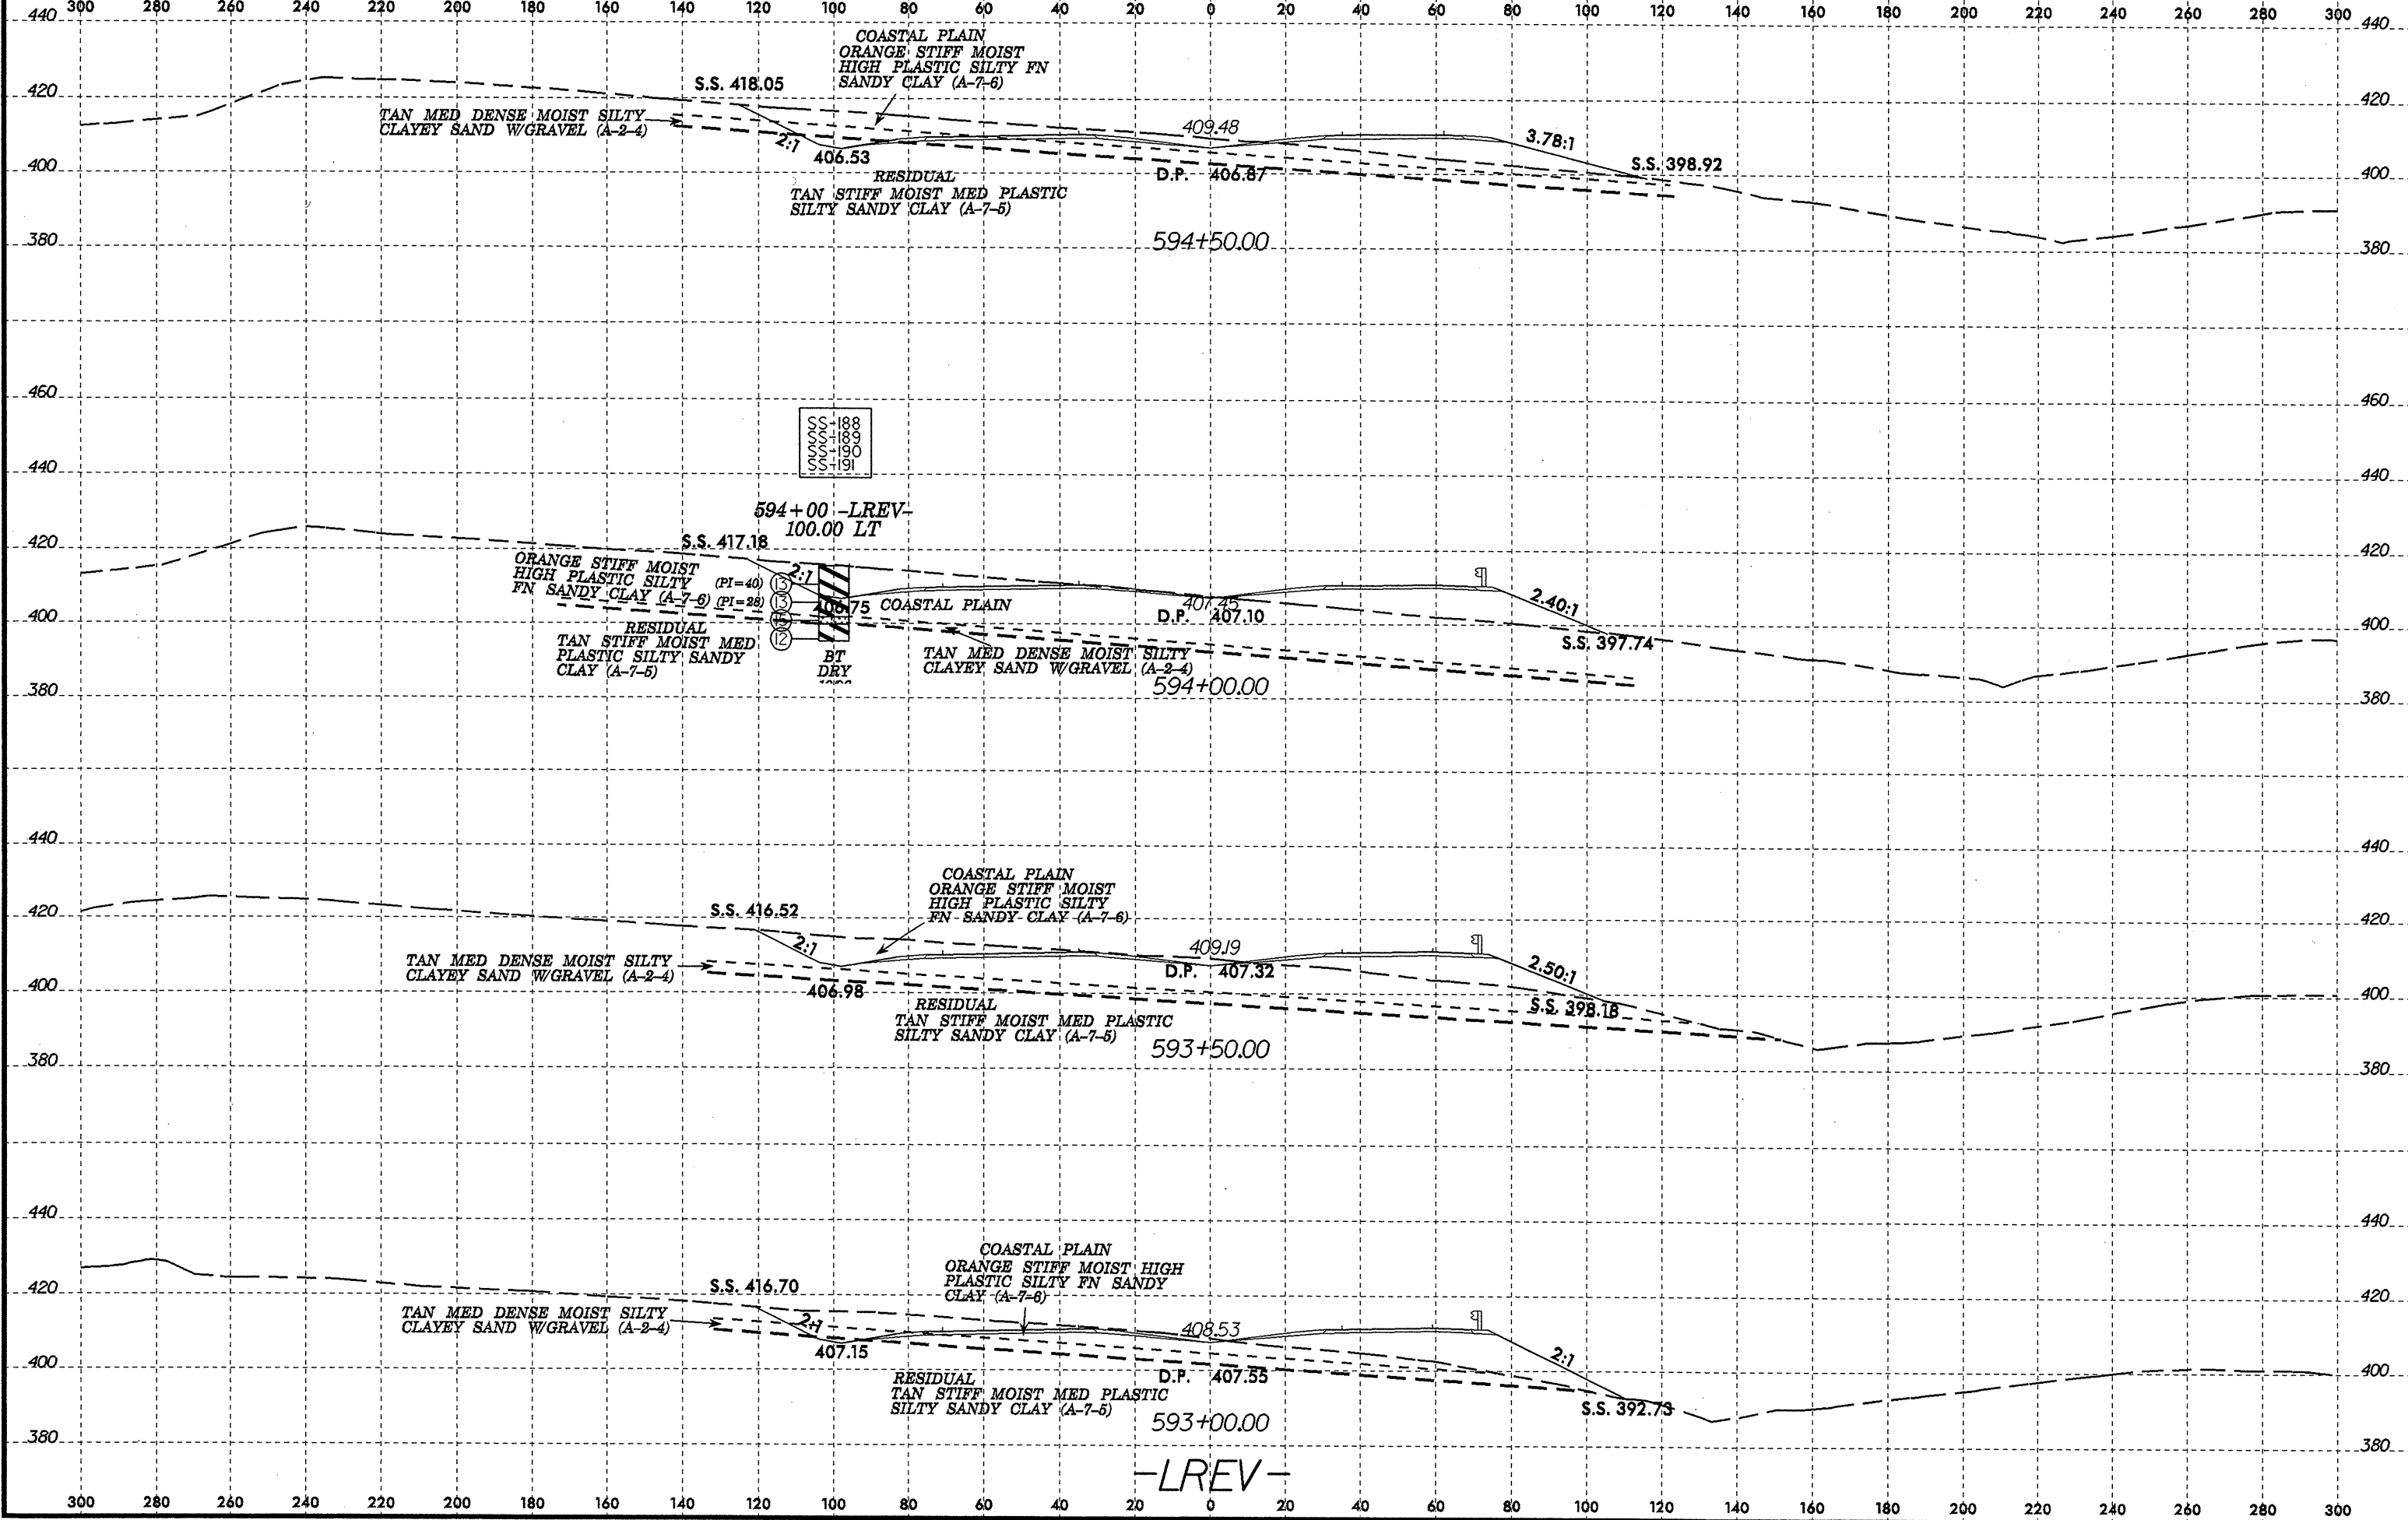 300 280 260 240 220 200 180 160 140 120 100 80 60 40 20 0 20 40 60 80 100 120 140 160 180 200 220 240 260 280 300
440 440
COASTAL PLAIN
ORANGE STIFF MOIST
HIGH PLASTIC SILTY FN
SANDY CLAY (A-7-6)
S.S. 418.05
420 420
TAN MED DENSE MOIST SILTY
CLAYEY SAND W/GRAVEL (A-2-4)
409.48
2:1
3.78:1
406.53
S.S. 398.92
400 400
RESIDUAL
TAN STIFF MOIST MED PLASTIC
SILTY SANDY CLAY (A-7-5)
D.P. 406.87
380 380
594+50.00
460 460
SS-188
SS-189
SS-190
SS-191
440 440
594+00 -LREV-
100.00 LT
420 420
S.S. 417.18
ORANGE STIFF MOIST
HIGH PLASTIC SILTY (PI=40) 13
FN SANDY CLAY (A-7-6) (PI=28) 13
2:1
406.75 COASTAL PLAIN
407.45
D.P. 407.10
2.40:1
400 400
S.S. 397.74
12
RESIDUAL
TAN STIFF MOIST MED
PLASTIC SILTY SANDY
CLAY (A-7-5)
BT
DRY
TAN MED DENSE MOIST SILTY
CLAYEY SAND W/GRAVEL (A-2-4)
380 380
594+00.00
440 440
COASTAL PLAIN
ORANGE STIFF MOIST
HIGH PLASTIC SILTY
FN SANDY CLAY (A-7-6)
S.S. 416.52
420 420
2:1
409.19
TAN MED DENSE MOIST SILTY
CLAYEY SAND W/GRAVEL (A-2-4)
D.P. 407.32
2.50:1
406.98
400 400
S.S. 398.18
RESIDUAL
TAN STIFF MOIST MED PLASTIC
SILTY SANDY CLAY (A-7-5)
593+50.00
380 380
440 440
COASTAL PLAIN
ORANGE STIFF MOIST HIGH
PLASTIC SILTY FN SANDY
CLAY (A-7-6)
S.S. 416.70
420 420
TAN MED DENSE MOIST SILTY
CLAYEY SAND W/GRAVEL (A-2-4)
2:1
408.53
2:1
407.15
400 400
RESIDUAL
TAN STIFF MOIST MED PLASTIC
SILTY SANDY CLAY (A-7-5)
D.P. 407.55
S.S. 392.73
593+00.00
380 380
-LREV-
300 280 260 240 220 200 180 160 140 120 100 80 60 40 20 0 20 40 60 80 100 120 140 160 180 200 220 240 260 280 300